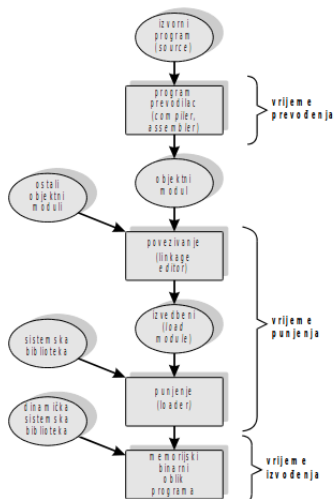 izvorni
program
(source)
program
prevodilac
(compiler,
assembler)
vrijeme
prevođenja
objektni
modul
ostali
objektni
moduli
povezivanje
(linkage
editor)
izvedbeni
(load
module)
vrijeme
punjenja
sistemska
biblioteka
punjenje
(loader)
dinamička
sistemska
biblioteka
memorijski
binarni
oblik
programa
vrijeme
izvođenja